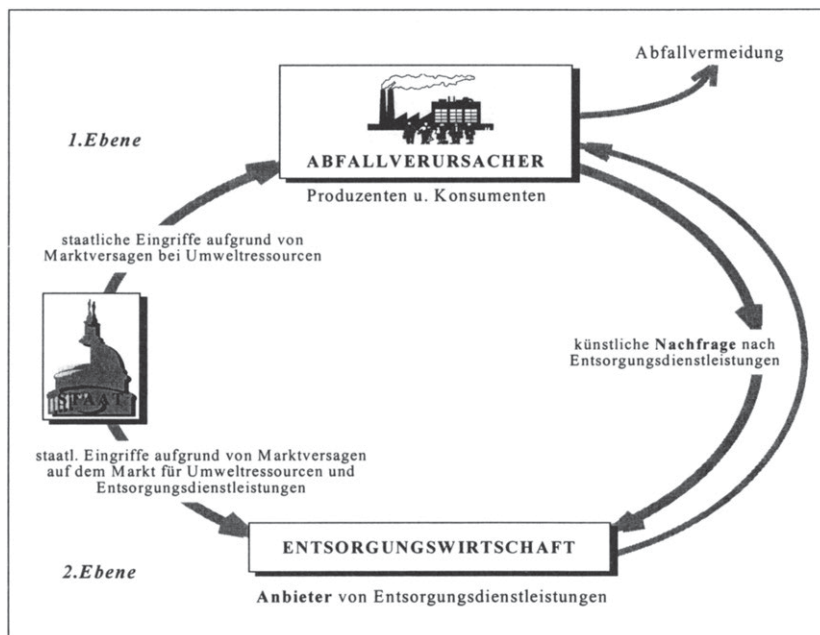 Abfallvermeidung
1.Ebene
ABFALLVERURSACHER
Produzenten u. Konsumenten
staatliche Eingriffe aufgrund von
Marktversagen bei Umweltressourcen
STAAT
künstliche Nachfrage nach
Entsorgungsdienstleistungen
staatl. Eingriffe aufgrund von Marktversagen
auf dem Markt für Umweltressourcen und
Entsorgungsdienstleistungen
ENTSORGUNGSWIRTSCHAFT
2.Ebene
Anbieter von Entsorgungsdienstleistungen